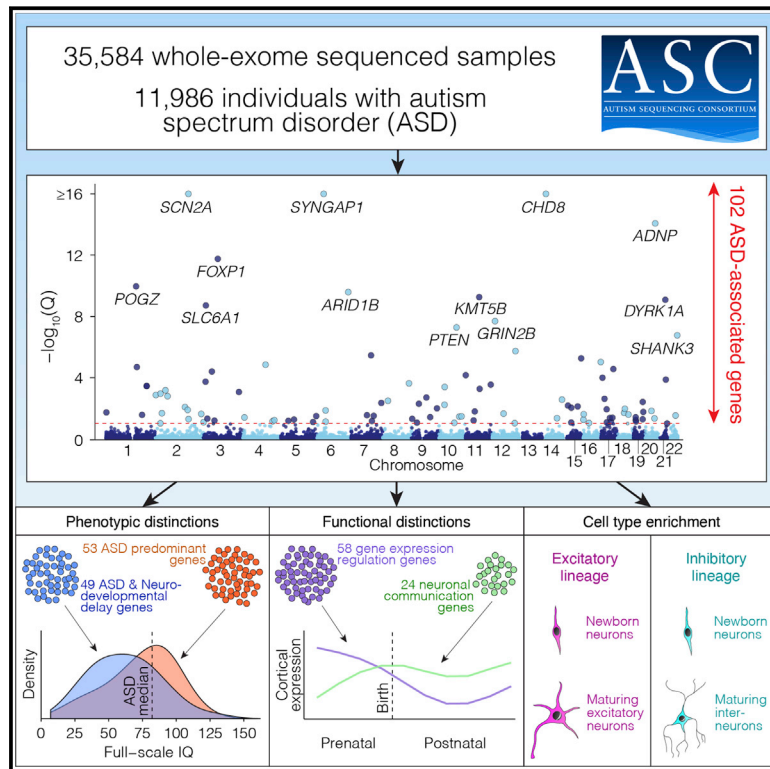 35,584 whole-exome sequenced samples
11,986 individuals with autism
spectrum disorder (ASD)
ASC
AUTISM SEQUENCING CONSORTIUM
≥16
12
8
4
0
−log10(Q)
SCN2A
SYNGAP1
CHD8
ADNP
FOXP1
POGZ
ARID1B
KMT5B
DYRK1A
SLC6A1
PTEN
GRIN2B
SHANK3
102 ASD-associated genes
1 2 3 4 5 6 7 8 9 10 11 12 13 14 15 16 17 18 19 20 21 22
Chromosome
Phenotypic distinctions
53 ASD predominant
genes
49 ASD & Neuro-
developmental
delay genes
Density
ASD
median
0 25 50 75 100 125 150
Full−scale IQ
Functional distinctions
58 gene expression
regulation genes
24 neuronal
communication
genes
Cortical
expression
Birth
Prenatal Postnatal
Cell type enrichment
Excitatory
lineage
Inhibitory
lineage
Newborn
neurons
Newborn
neurons
Maturing
excitatory
neurons
Maturing
inter-
neurons